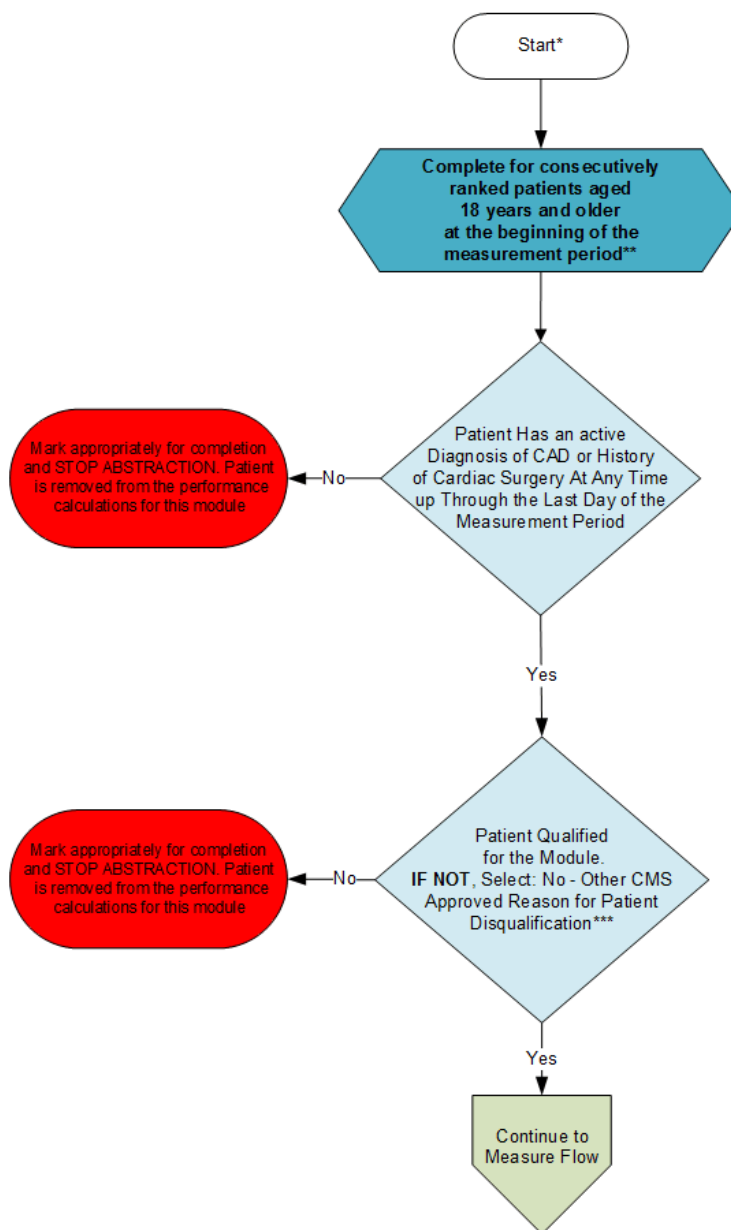 Start*
Complete for consecutively
ranked patients aged
18 years and older
at the beginning of the
measurement period**
Patient Has an active
Diagnosis of CAD or History
of Cardiac Surgery At Any Time
up Through the Last Day of the
Measurement Period
No
Mark appropriately for completion
and STOP ABSTRACTION. Patient
is removed from the performance
calculations for this module
Yes
Patient Qualified
for the Module.
IF NOT, Select: No - Other CMS
Approved Reason for Patient
Disqualification***
No
Mark appropriately for completion
and STOP ABSTRACTION. Patient
is removed from the performance
calculations for this module
Yes
Continue to
Measure Flow